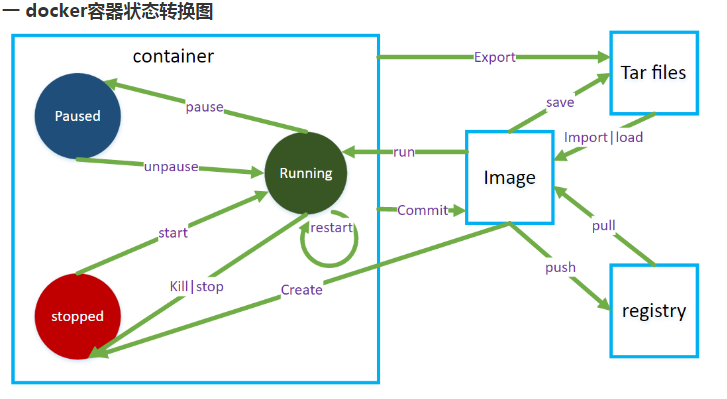 一 docker容器状态转换图
container
Export
Tar files
Paused
pause
save
Import|load
unpause
Running
run
Image
start
restart
Commit
pull
Kill|stop
Create
push
stopped
registry